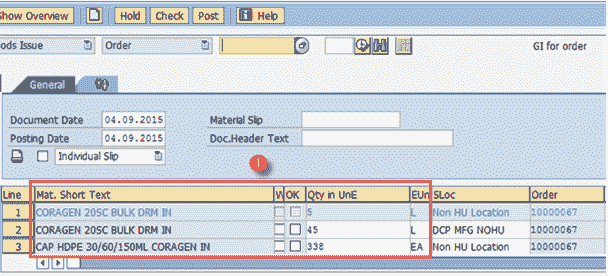 Show Overview Hold Check Post Help
ods Issue Order GI for order
General
Document Date 04.09.2015 Material Slip
Posting Date 04.09.2015 Doc.Header Text
Individual Slip
1
Line Mat. Short Text W OK Qty in UnE EUn SLoc Order
1 CORAGEN 20SC BULK DRM IN 5 L Non HU Location 10000067
2 CORAGEN 20SC BULK DRM IN 45 L DCP MFG NOHU 10000067
3 CAP HDPE 30/60/150ML CORAGEN IN 338 EA Non HU Location 10000067